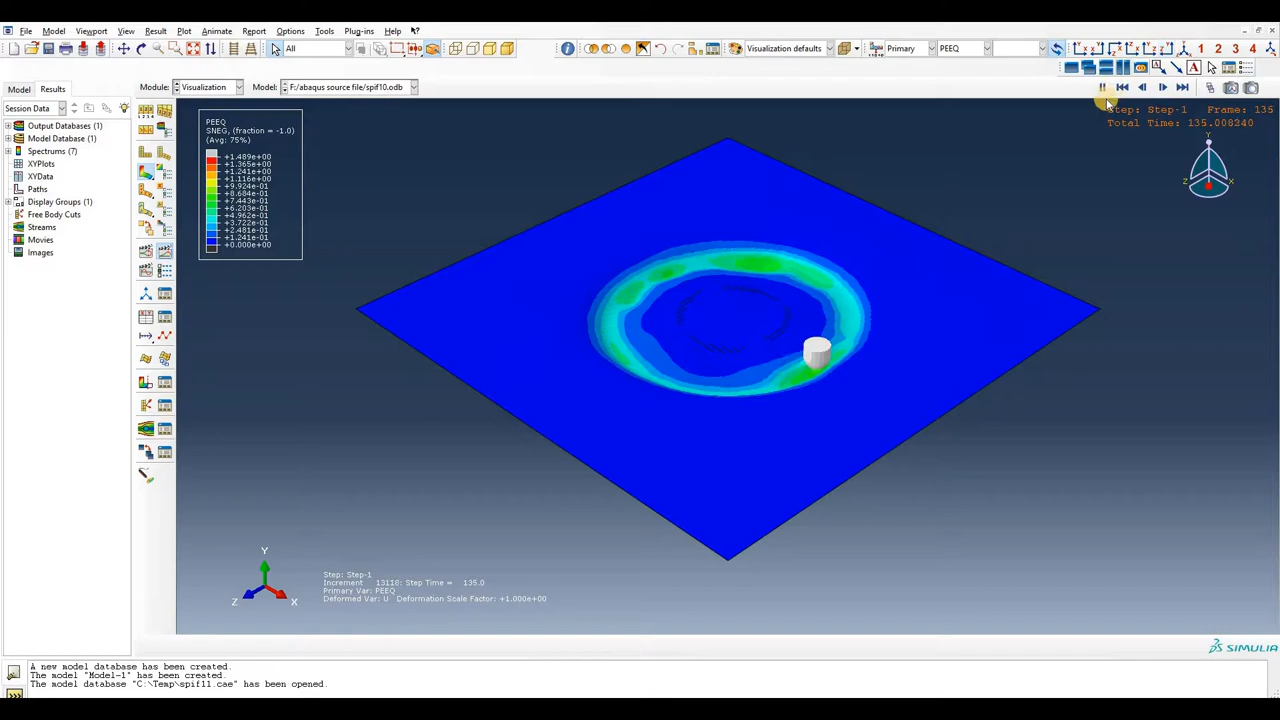 File Model Viewport View Result Plot Animate Report Options Tools Plug-ins Help
All Visualization defaults Primary PEEQ 1 2 3 4
Model Results Module: Visualization Model: F:/abaqus source file/spif10.odb
Session Data
Output Databases (1)
Model Database (1)
Spectrums (7)
XYPlots
XYData
Paths
Display Groups (1)
Free Body Cuts
Streams
Movies
Images
PEEQ
SNEG, (fraction = -1.0)
(Avg: 75%)
+1.489e+00
+1.365e+00
+1.241e+00
+1.116e+00
+9.924e-01
+8.684e-01
+7.443e-01
+6.203e-01
+4.962e-01
+3.722e-01
+2.481e-01
+1.241e-01
+0.000e+00
Step: Step-1 Frame: 135
Total Time: 135.008240
Y
Z X
Y
Z X
Step: Step-1
Increment 13118: Step Time = 135.0
Primary Var: PEEQ
Deformed Var: U Deformation Scale Factor: +1.000e+00
SIMULIA
A new model database has been created.
The model "Model-1" has been created.
The model database "C:\Temp\spif11.cae" has been opened.